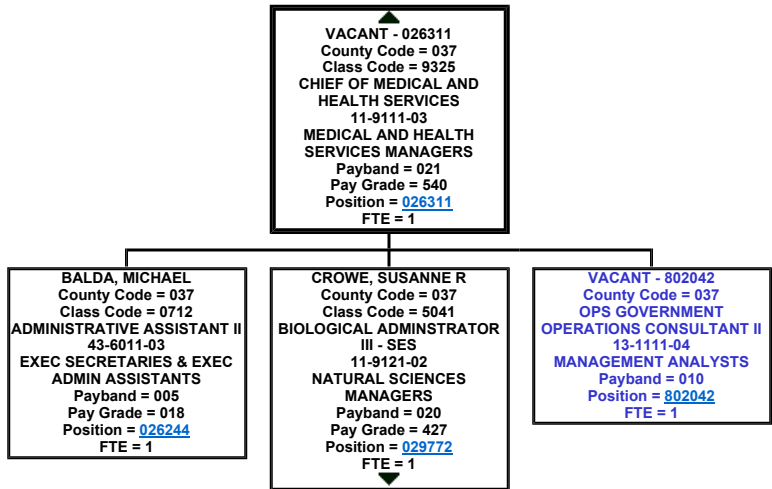 VACANT - 026311
County Code = 037
Class Code = 9325
CHIEF OF MEDICAL AND
HEALTH SERVICES
11-9111-03
MEDICAL AND HEALTH
SERVICES MANAGERS
Payband = 021
Pay Grade = 540
Position = 026311
FTE = 1
BALDA, MICHAEL
County Code = 037
Class Code = 0712
ADMINISTRATIVE ASSISTANT II
43-6011-03
EXEC SECRETARIES & EXEC
ADMIN ASSISTANTS
Payband = 005
Pay Grade = 018
Position = 026244
FTE = 1
CROWE, SUSANNE R
County Code = 037
Class Code = 5041
BIOLOGICAL ADMINSTRATOR
III - SES
11-9121-02
NATURAL SCIENCES
MANAGERS
Payband = 020
Pay Grade = 427
Position = 029772
FTE = 1
VACANT - 802042
County Code = 037
OPS GOVERNMENT
OPERATIONS CONSULTANT II
13-1111-04
MANAGEMENT ANALYSTS
Payband = 010
Position = 802042
FTE = 1